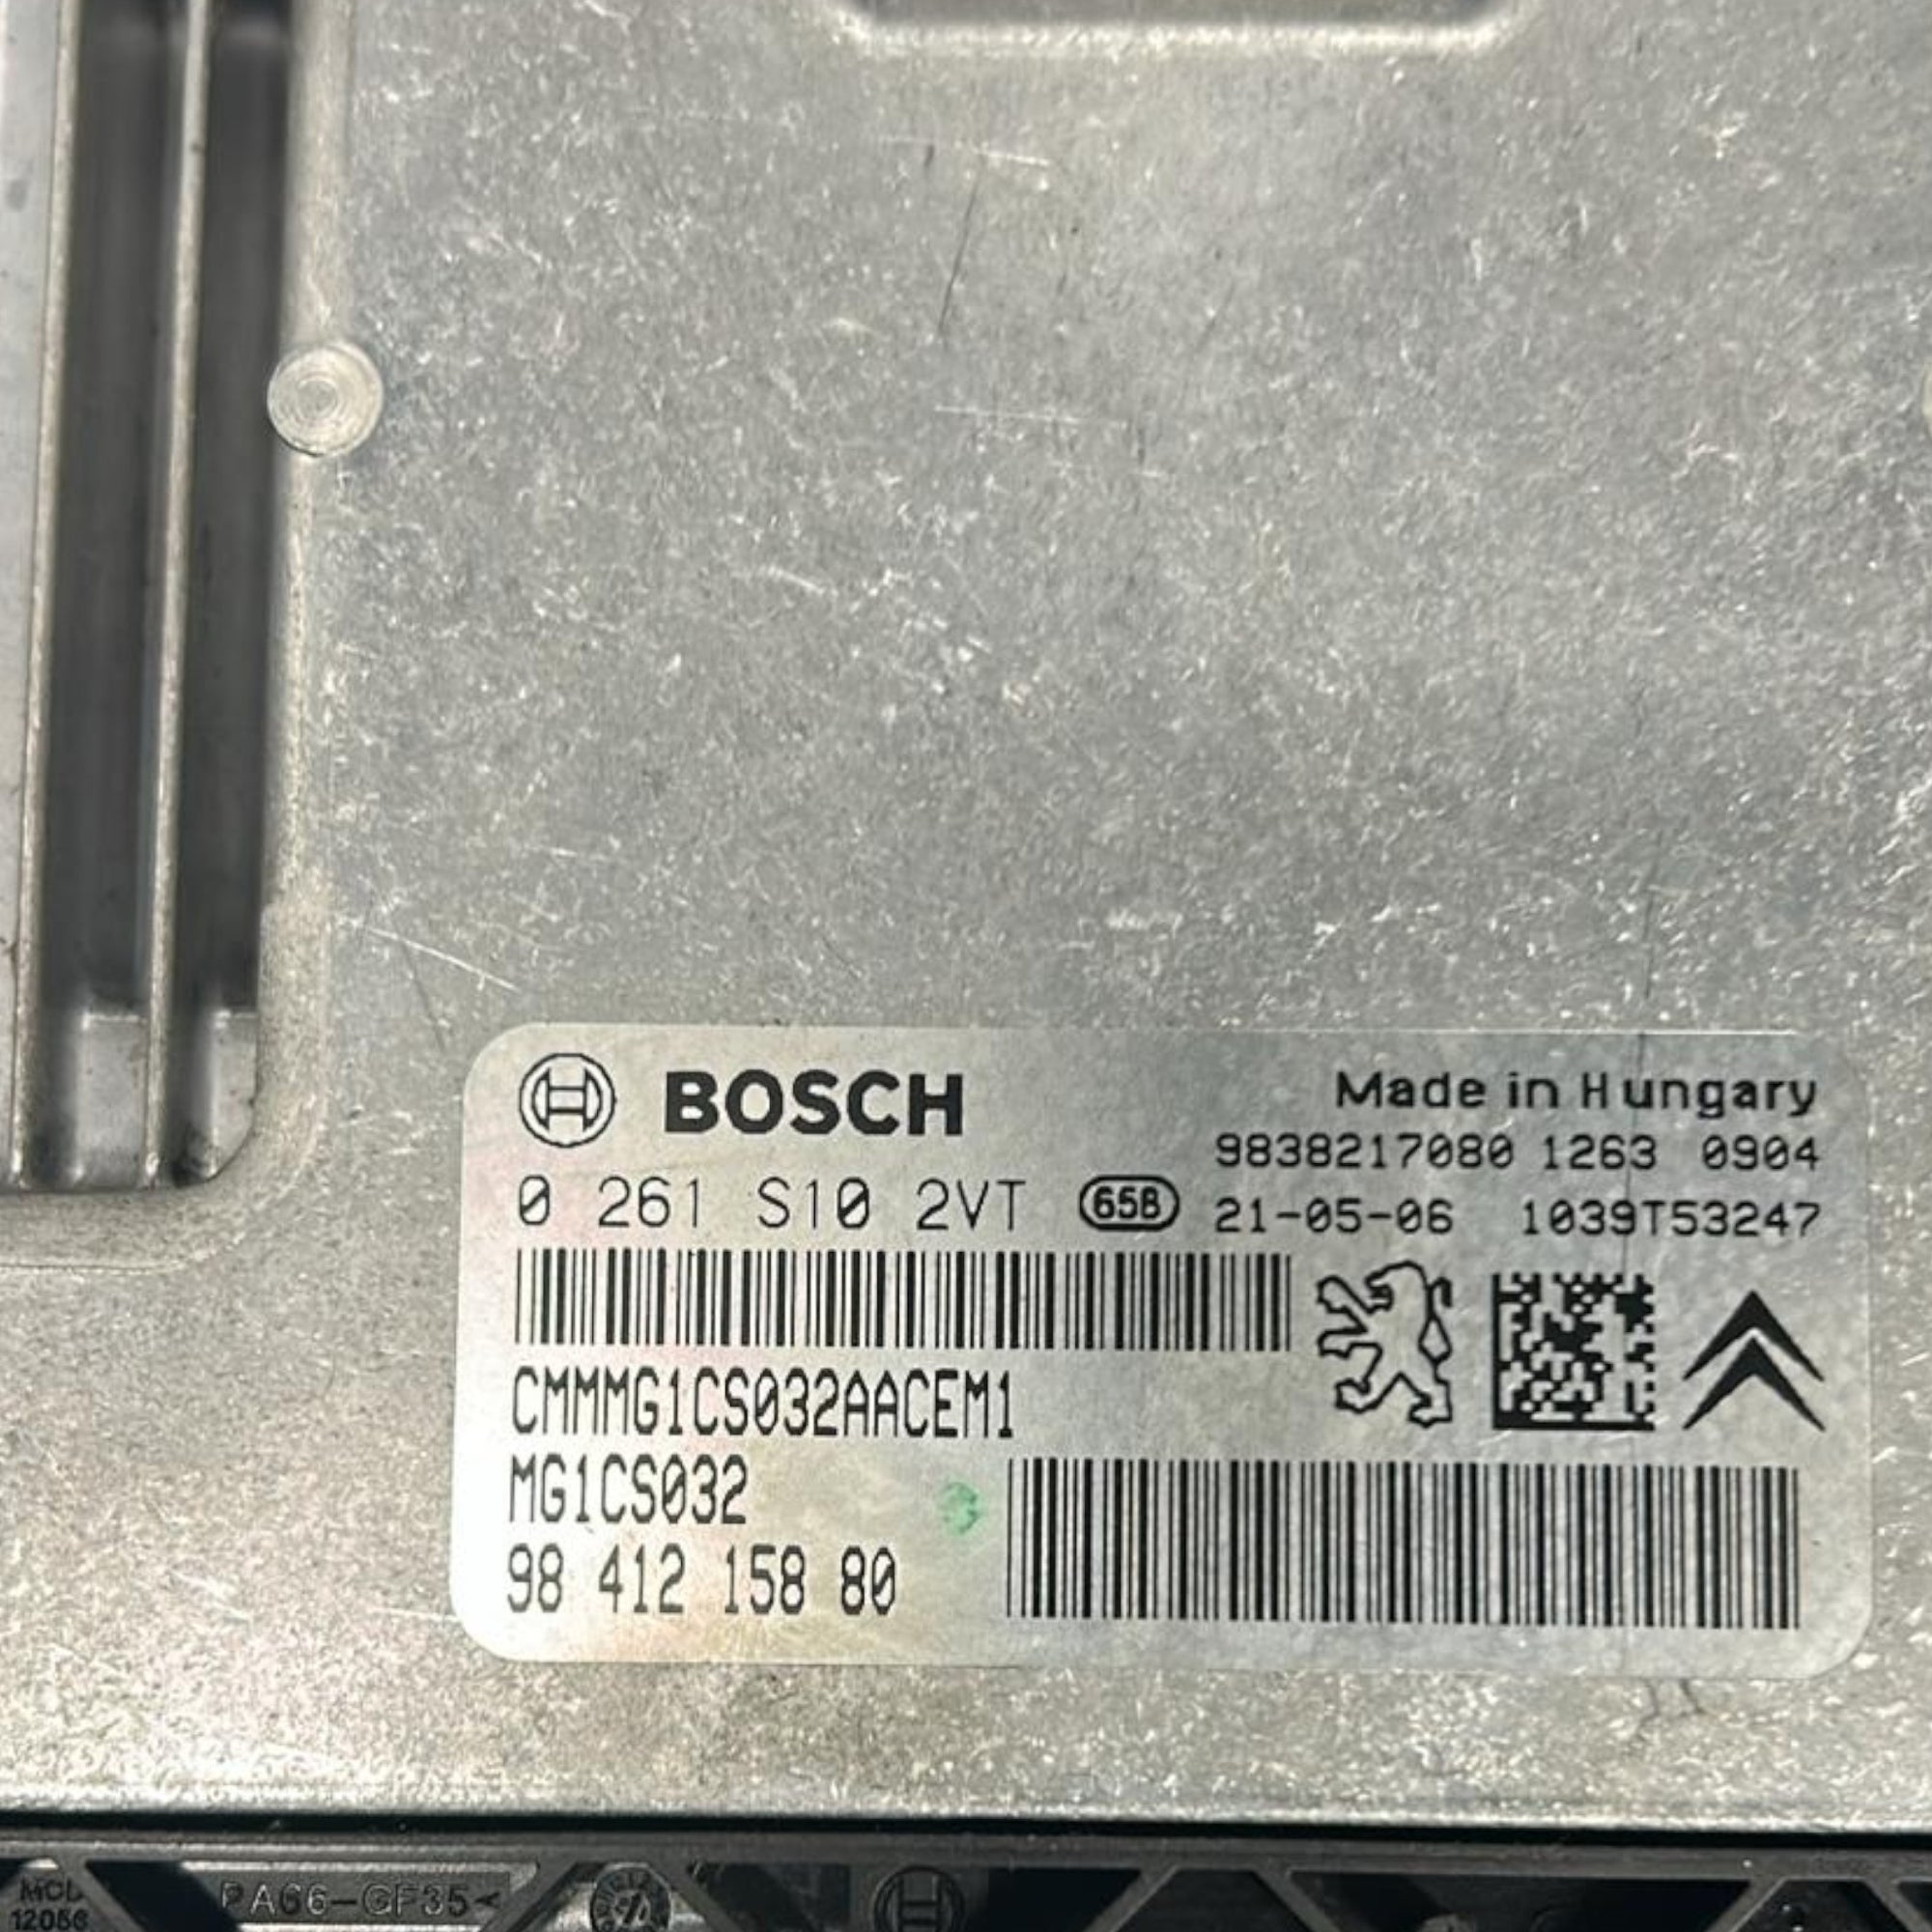 BOSCH
Made in Hungary
9838217080 1263 0904
0 261 S10 2VT 65B 21-05-06 1039T53247
CMMMG1CS032AACEM1
MG1CS032
98 412 158 80
PA66-GF35<
12056